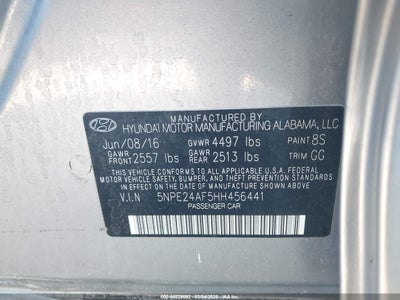 MANUFACTURED BY
HYUNDAI MOTOR MANUFACTURING ALABAMA, LLC
Jun/08/16 GVWR 4497 lbs PAINT 8S
GAWR FRONT 2557 lbs GAWR REAR 2513 lbs TRIM GG
THIS VEHICLE CONFORMS TO ALL APPLICABLE FEDERAL
MOTOR VEHICLE SAFETY, BUMPER, AND THEFT
PREVENTION STANDARDS IN EFFECT ON THE DATE OF
MANUFACTURE SHOWN ABOVE.
V.I.N 5NPE24AF5HH456441
PASSENGER CAR